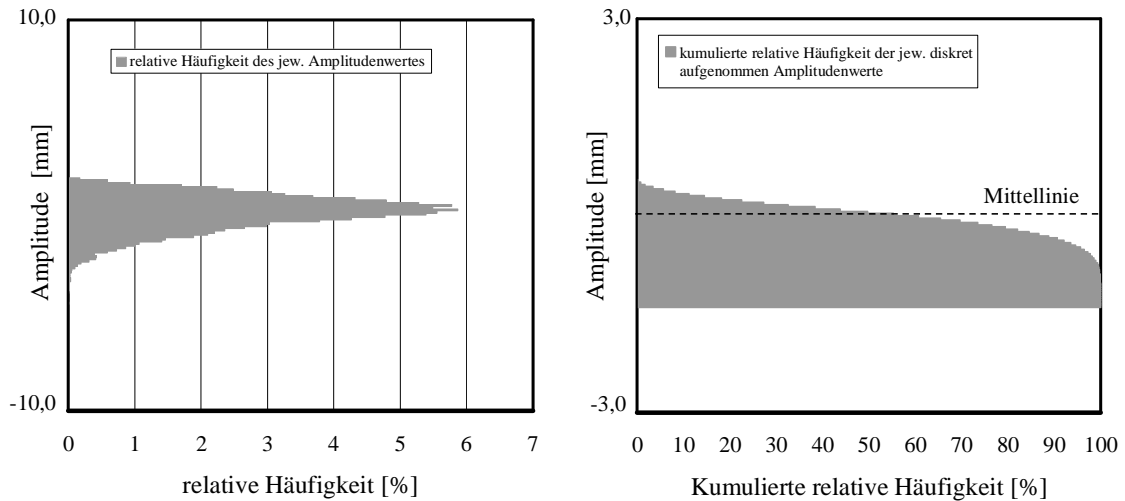 10,0
relative Häufigkeit des jew. Amplitudenwertes
Amplitude [mm]
-10,0
0 1 2 3 4 5 6 7
relative Häufigkeit [%]
3,0
kumulierte relative Häufigkeit der jew. diskret
aufgenommen Amplitudenwerte
Amplitude [mm]
Mittellinie
-3,0
0 10 20 30 40 50 60 70 80 90 100
Kumulierte relative Häufigkeit [%]